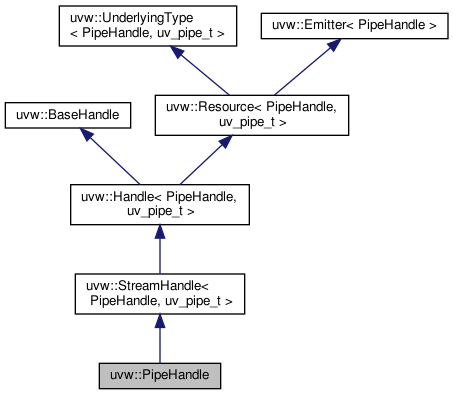 uvw::UnderlyingType
< PipeHandle, uv_pipe_t >
uvw::Emitter< PipeHandle >
uvw::BaseHandle
uvw::Resource< PipeHandle,
uv_pipe_t >
uvw::Handle< PipeHandle,
uv_pipe_t >
uvw::StreamHandle<
PipeHandle, uv_pipe_t >
uvw::PipeHandle